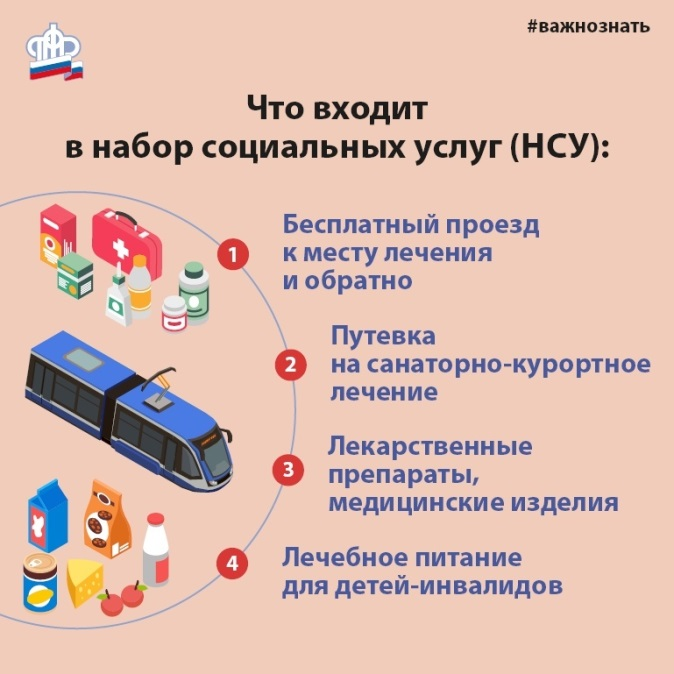 #важнознать
Что входит
в набор социальных услуг (НСУ):
1
Бесплатный проезд
к месту лечения
и обратно
2
Путевка
на санаторно-курортное
лечение
3
Лекарственные
препараты,
медицинские изделия
4
Лечебное питание
для детей-инвалидов